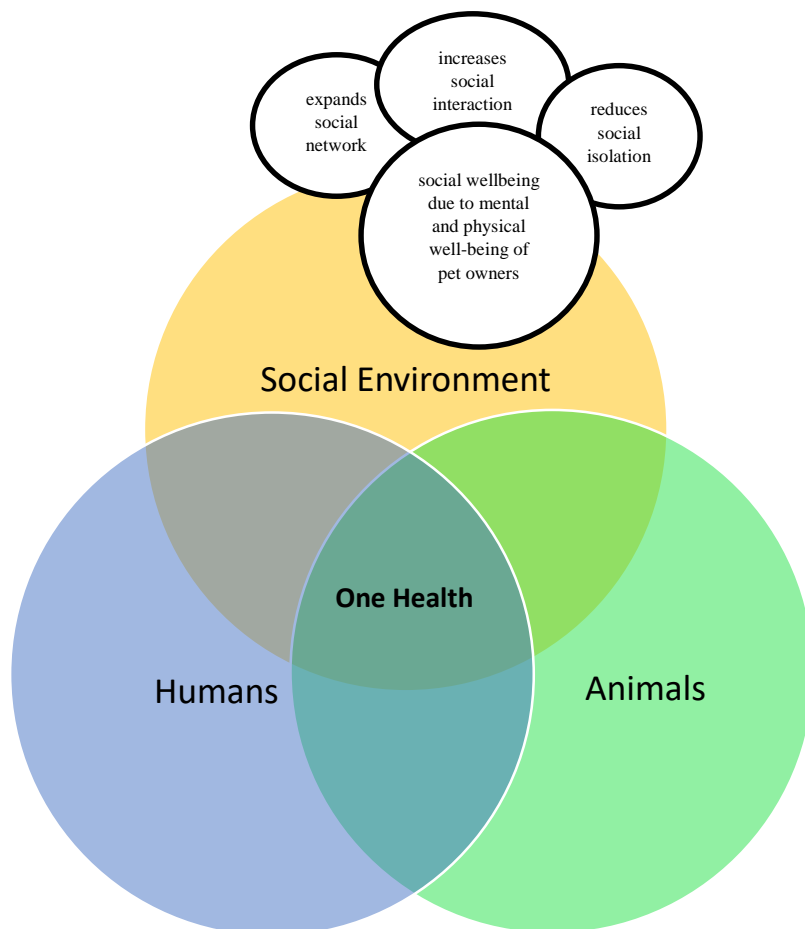 increases
social
interaction
expands
social
network
reduces
social
isolation
social wellbeing
due to mental
and physical
well-being of
pet owners
Social Environment
One Health
Humans
Animals